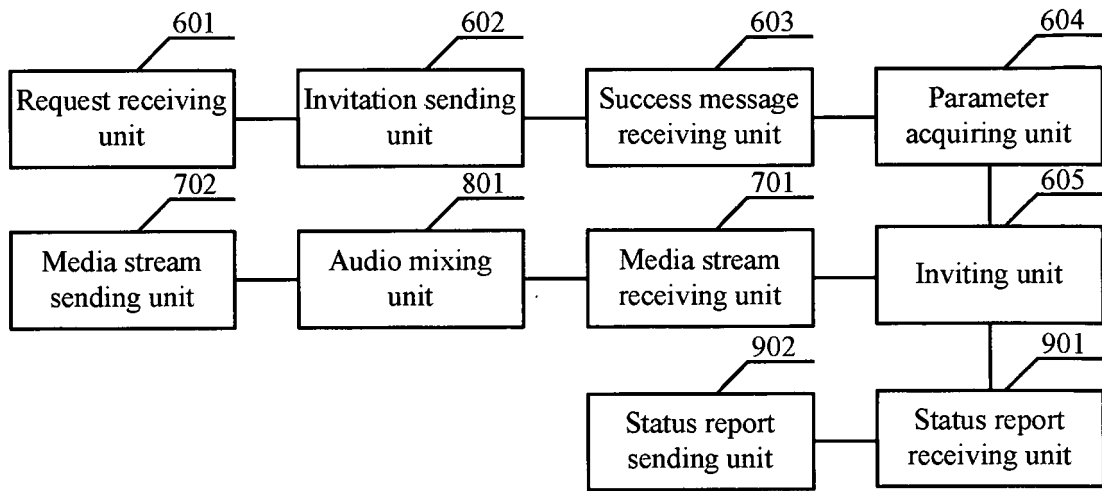 601
602
603
604
Request receiving
unit
Invitation sending
unit
Success message
receiving unit
Parameter
acquiring unit
702
801
701
605
Media stream
sending unit
Audio mixing
unit
Media stream
receiving unit
Inviting unit
902
901
Status report
sending unit
Status report
receiving unit